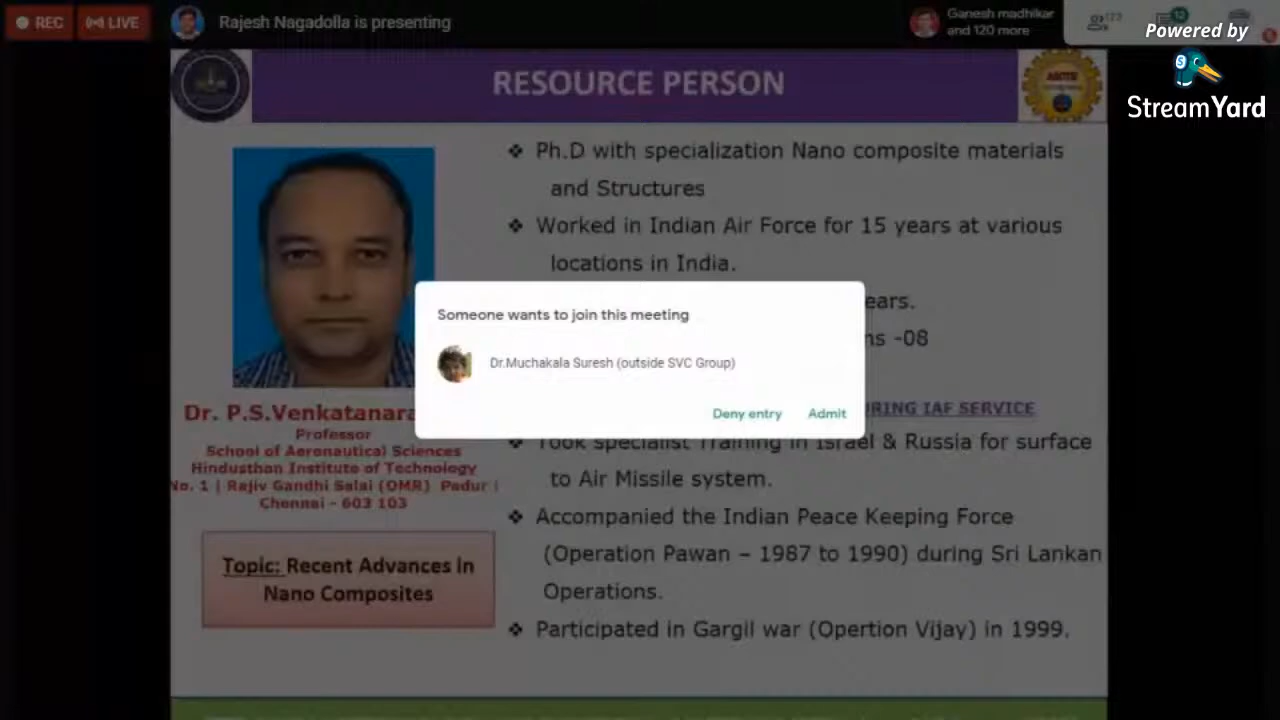 REC
LIVE
Rajesh Nagadolla is presenting
Ganesh madhikar
and 120 more
Powered by
StreamYard
RESOURCE PERSON
❖ Ph.D with specialization Nano composite materials
and Structures
❖ Worked in Indian Air Force for 15 years at various
locations in India.
ears.
ns -08
Someone wants to join this meeting
Dr.Muchakala Suresh (outside SVC Group)
Deny entry Admit
Dr. P.S.Venkatanara
Professor
School of Aeronautical Sciences
Hindusthan Institute of Technology
No. 1 | Rajiv Gandhi Salai (OMR) Padur |
Chennai - 603 103
Topic: Recent Advances in
Nano Composites
URING IAF SERVICE
❖ Took specialist Training in Israel & Russia for surface
to Air Missile system.
❖ Accompanied the Indian Peace Keeping Force
(Operation Pawan – 1987 to 1990) during Sri Lankan
Operations.
❖ Participated in Gargil war (Opertion Vijay) in 1999.